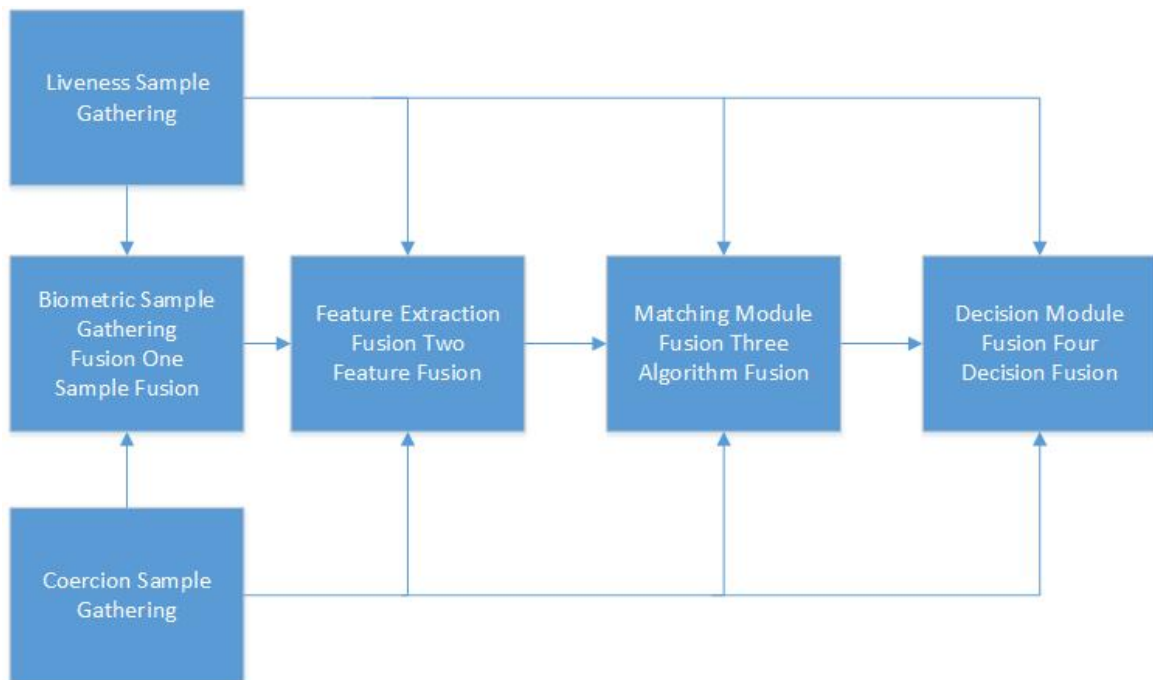 Liveness Sample
Gathering
Biometric Sample
Gathering
Fusion One
Sample Fusion
Feature Extraction
Fusion Two
Feature Fusion
Matching Module
Fusion Three
Algorithm Fusion
Decision Module
Fusion Four
Decision Fusion
Coercion Sample
Gathering